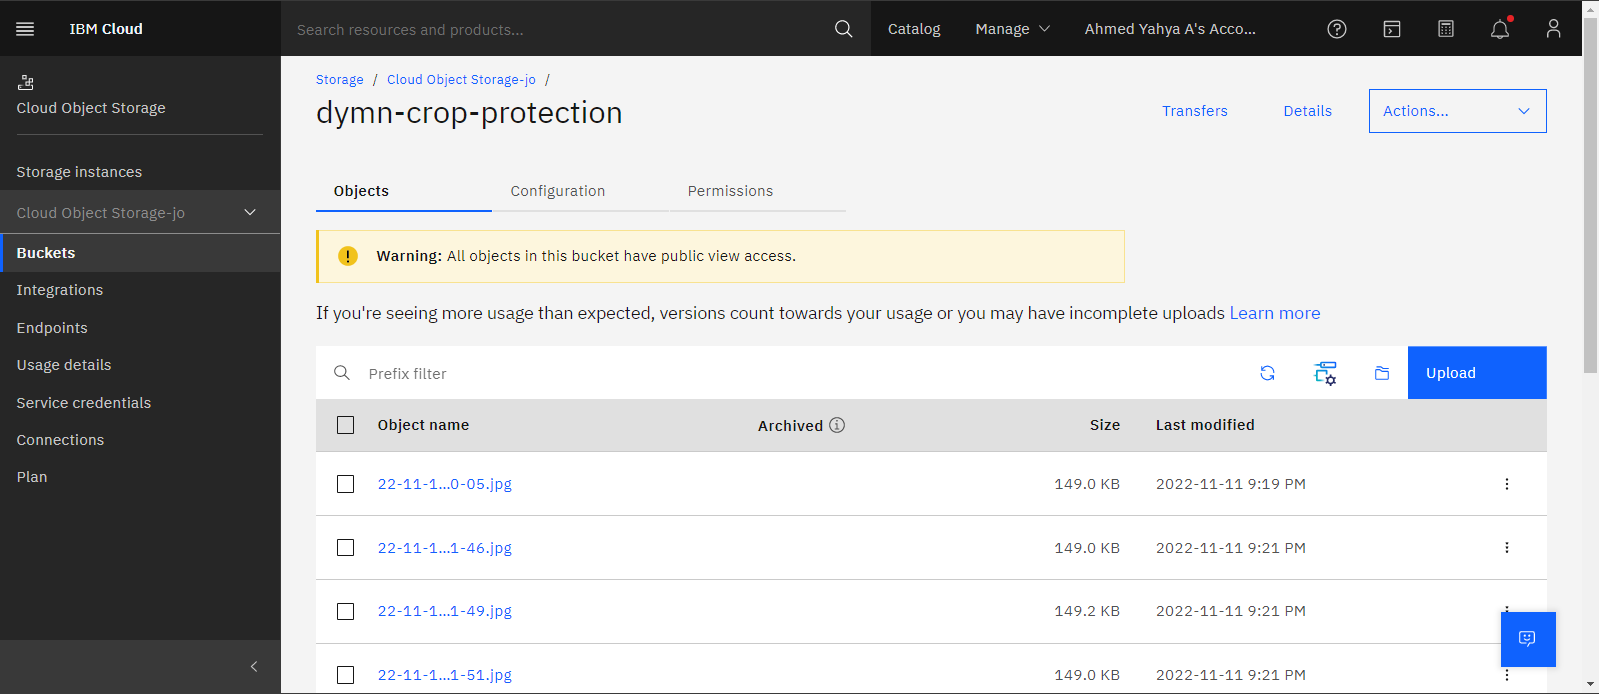 IBM Cloud
Search resources and products...
Catalog
Manage
Ahmed Yahya A's Acco...
Cloud Object Storage
Storage instances
Cloud Object Storage-jo
Buckets
Integrations
Endpoints
Usage details
Service credentials
Connections
Plan
Storage / Cloud Object Storage-jo /
dymn-crop-protection
Transfers
Details
Actions...
Objects
Configuration
Permissions
Warning: All objects in this bucket have public view access.
If you're seeing more usage than expected, versions count towards your usage or you may have incomplete uploads Learn more
Prefix filter
Upload
Object name Archived Size Last modified
22-11-1...0-05.jpg 149.0 KB 2022-11-11 9:19 PM
22-11-1...1-46.jpg 149.0 KB 2022-11-11 9:21 PM
22-11-1...1-49.jpg 149.2 KB 2022-11-11 9:21 PM
22-11-1...1-51.jpg 149.0 KB 2022-11-11 9:21 PM